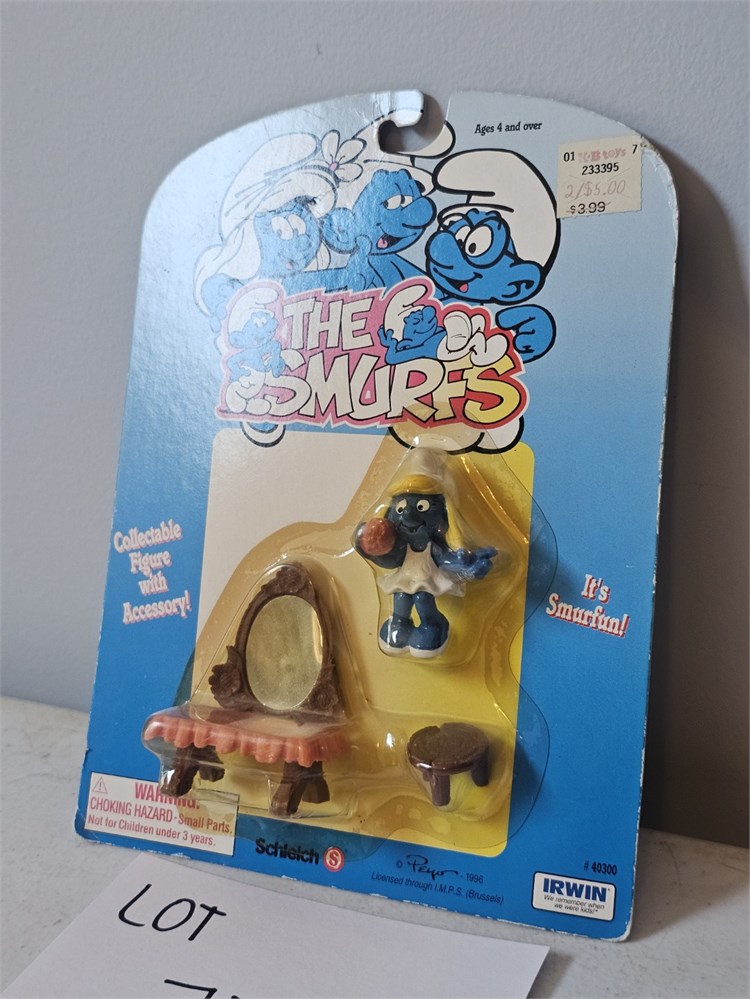 Ages 4 and over
01 K·B toys 7
233395
2/$5.00
$3.99
THE
SMURFS
Collectable
Figure
with
Accessory!
It's
Smurfun!
WARNING:
CHOKING HAZARD-Small Parts.
Not for Children under 3 years.
Schleich S
© Peyo - 1996
Licensed through I.M.P.S. (Brussels)
# 40300
IRWIN
We remember when
we were kids!
LOT